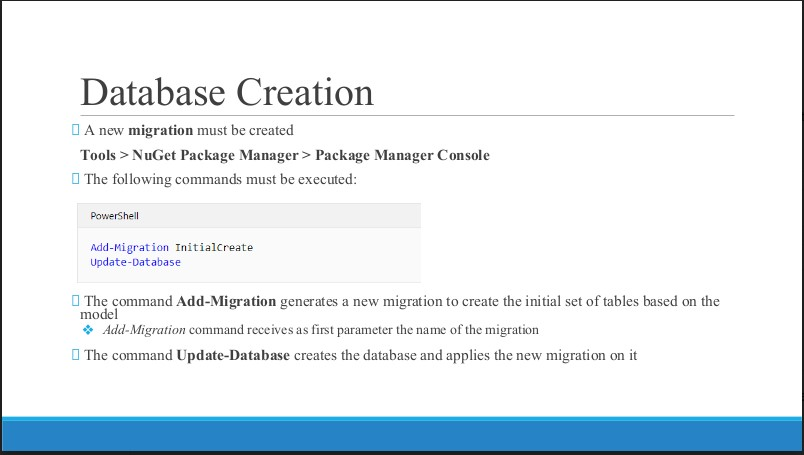 Database Creation
A new migration must be created
Tools > NuGet Package Manager > Package Manager Console
The following commands must be executed:
PowerShell
Add-Migration InitialCreate
Update-Database
The command Add-Migration generates a new migration to create the initial set of tables based on the
model
Add-Migration command receives as first parameter the name of the migration
The command Update-Database creates the database and applies the new migration on it